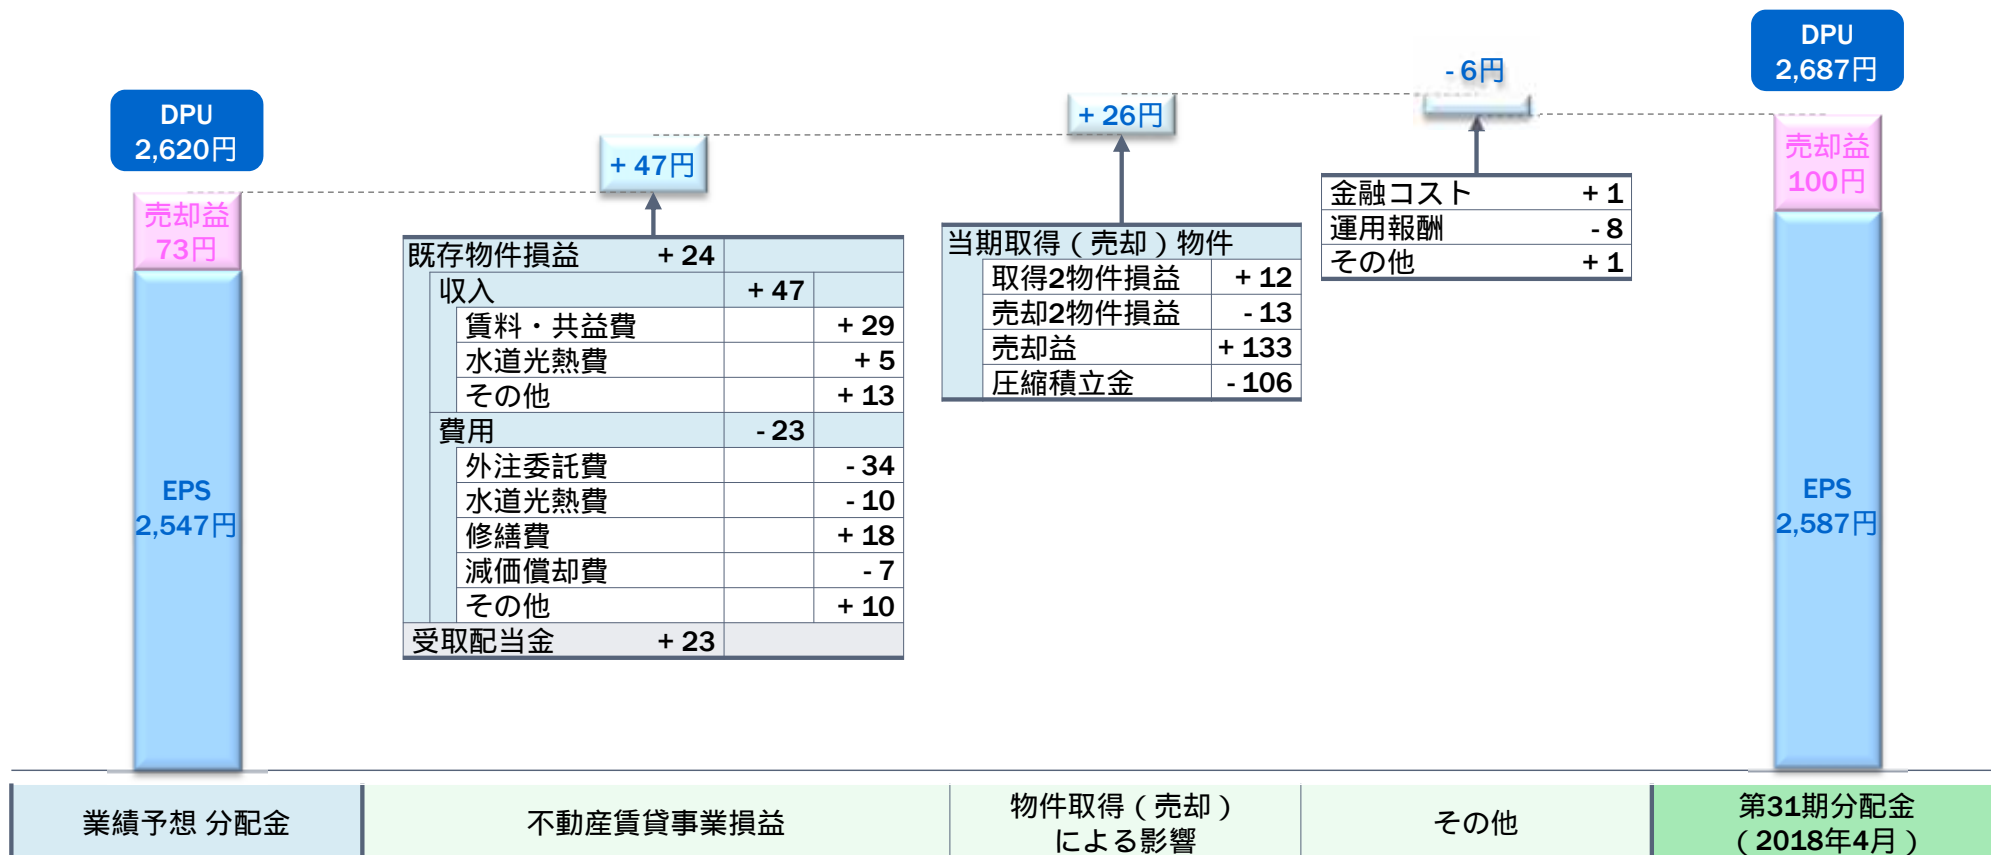 DPU
2,620円
売却益
73円
EPS
2,547円
+ 47円
既存物件損益 + 24
収入 + 47
賃料・共益費 + 29
水道光熱費 + 5
その他 + 13
費用 - 23
外注委託費 - 34
水道光熱費 - 10
修繕費 + 18
減価償却費 - 7
その他 + 10
受取配当金 + 23
+ 26円
当期取得（売却）物件
取得2物件損益 + 12
売却2物件損益 - 13
売却益 + 133
圧縮積立金 - 106
- 6円
金融コスト + 1
運用報酬 - 8
その他 + 1
DPU
2,687円
売却益
100円
EPS
2,587円
業績予想 分配金
不動産賃貸事業損益
物件取得（売却）
による影響
その他
第31期分配金
（2018年4月）